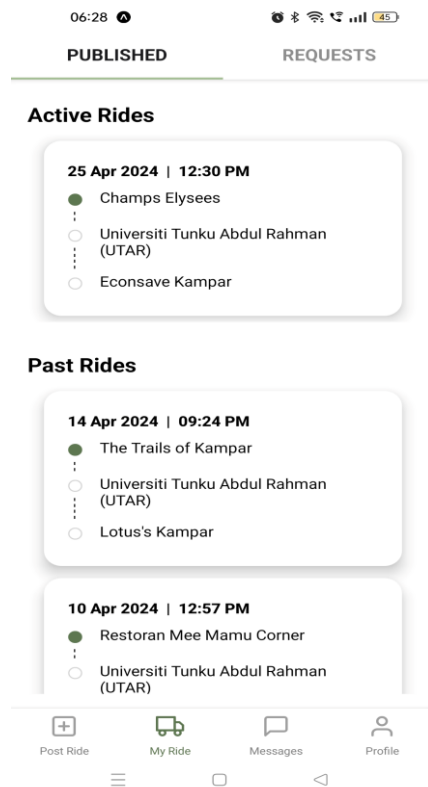 06:28
45
PUBLISHED REQUESTS
Active Rides
25 Apr 2024 | 12:30 PM
Champs Elysees
Universiti Tunku Abdul Rahman
(UTAR)
Econsave Kampar
Past Rides
14 Apr 2024 | 09:24 PM
The Trails of Kampar
Universiti Tunku Abdul Rahman
(UTAR)
Lotus's Kampar
10 Apr 2024 | 12:57 PM
Restoran Mee Mamu Corner
Universiti Tunku Abdul Rahman
(UTAR)
Post Ride My Ride Messages Profile